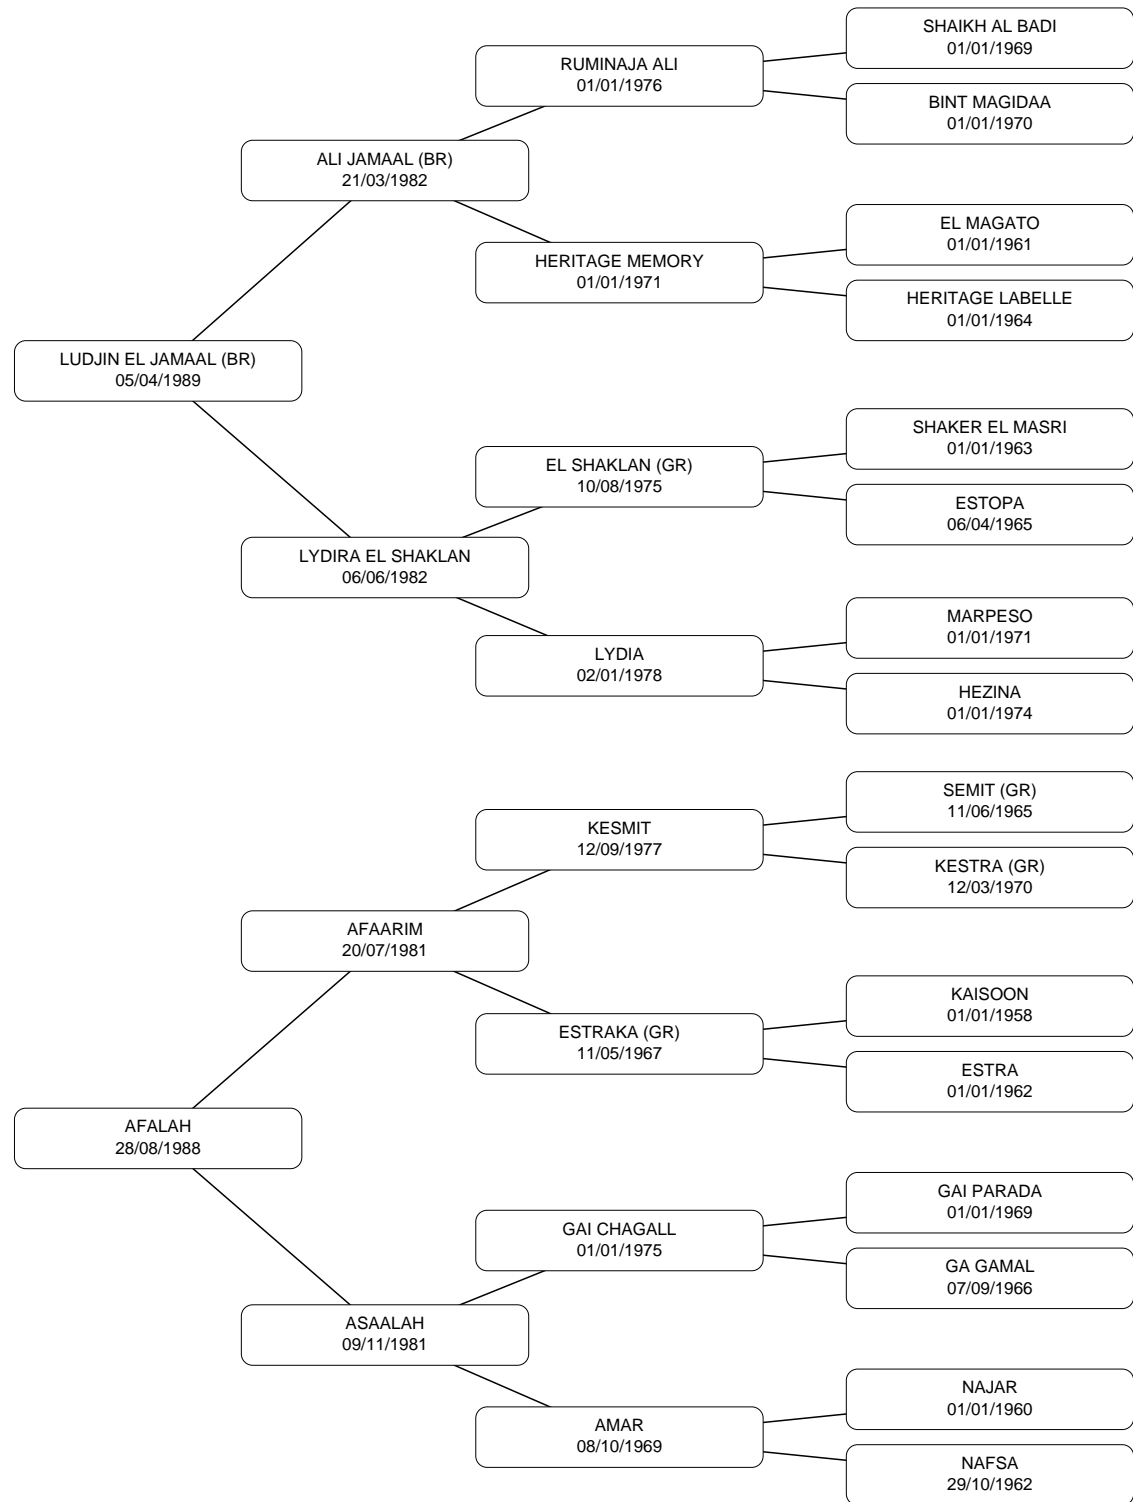 SHAIKH AL BADI
01/01/1969
RUMINAJA ALI
01/01/1976
BINT MAGIDAA
01/01/1970
ALI JAMAAL (BR)
21/03/1982
EL MAGATO
01/01/1961
HERITAGE MEMORY
01/01/1971
HERITAGE LABELLE
01/01/1964
LUDJIN EL JAMAAL (BR)
05/04/1989
SHAKER EL MASRI
01/01/1963
EL SHAKLAN (GR)
10/08/1975
ESTOPA
06/04/1965
LYDIRA EL SHAKLAN
06/06/1982
MARPESO
01/01/1971
LYDIA
02/01/1978
HEZINA
01/01/1974
SEMIT (GR)
11/06/1965
KESMIT
12/09/1977
KESTRA (GR)
12/03/1970
AFAARIM
20/07/1981
KAISOON
01/01/1958
ESTRAKA (GR)
11/05/1967
ESTRA
01/01/1962
AFALAH
28/08/1988
GAI PARADA
01/01/1969
GAI CHAGALL
01/01/1975
GA GAMAL
07/09/1966
ASAALAH
09/11/1981
NAJAR
01/01/1960
AMAR
08/10/1969
NAFSA
29/10/1962